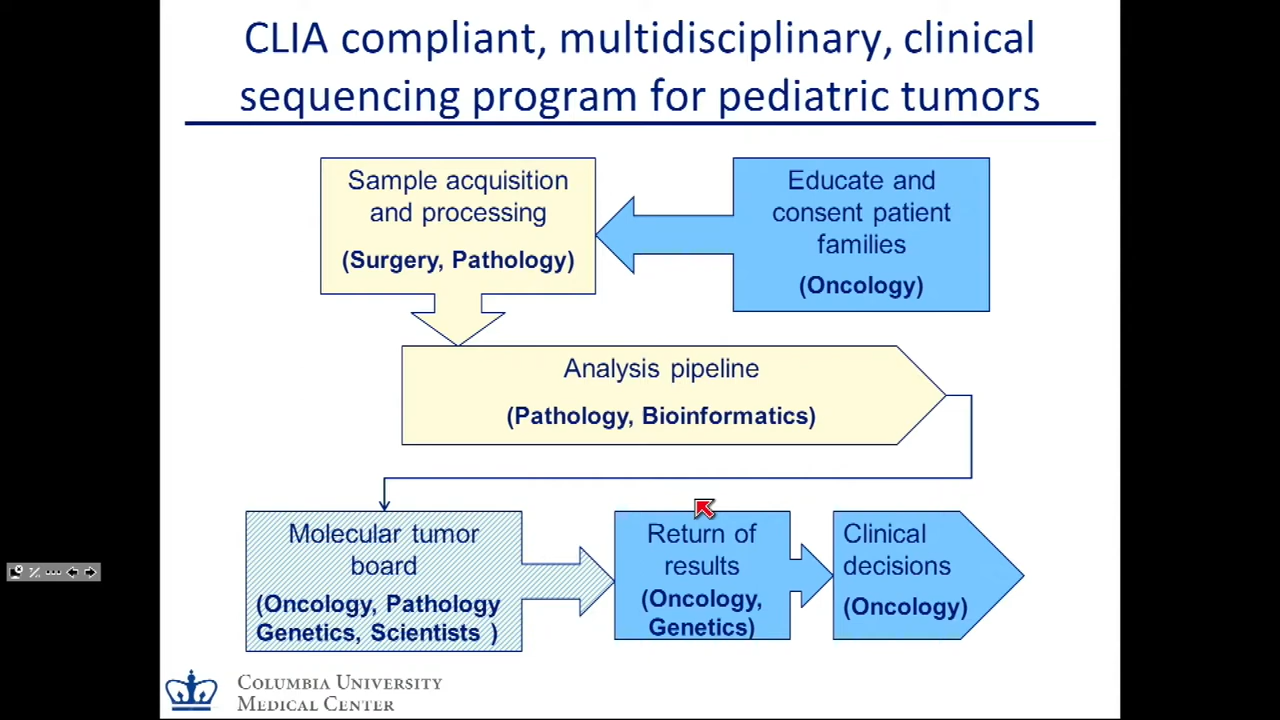 CLIA compliant, multidisciplinary, clinical
sequencing program for pediatric tumors
Sample acquisition
and processing
(Surgery, Pathology)
Educate and
consent patient
families
(Oncology)
Analysis pipeline
(Pathology, Bioinformatics)
Molecular tumor
board
(Oncology, Pathology
Genetics, Scientists )
Return of
results
(Oncology,
Genetics)
Clinical
decisions
(Oncology)
COLUMBIA UNIVERSITY
MEDICAL CENTER